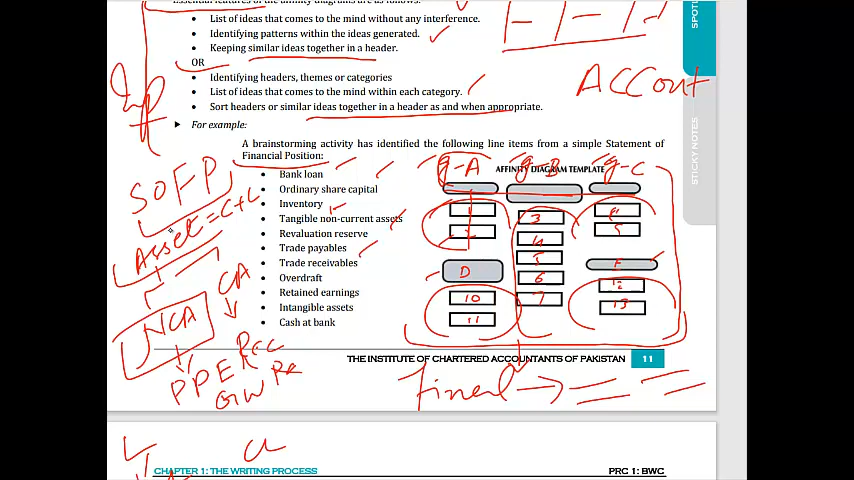 Essential features of the affinity diagrams are as follows:
• List of ideas that comes to the mind without any interference.
• Identifying patterns within the ideas generated.
• Keeping similar ideas together in a header.
OR
• Identifying headers, themes or categories
• List of ideas that comes to the mind within each category.
• Sort headers or similar ideas together in a header as and when appropriate.
For example:
A brainstorming activity has identified the following line items from a simple Statement of
Financial Position:
• Bank loan
• Ordinary share capital
• Inventory
• Tangible non-current assets
• Revaluation reserve
• Trade payables
• Trade receivables
• Overdraft
• Retained earnings
• Intangible assets
• Cash at bank
AFFINITY DIAGRAM TEMPLATE
g-A g-B g-C
3
4
5
6
7
D
10
11
F
12
13
ACCount
Imp
SOFP
Asset = C + L
CA
NCA
PPE
Final
THE INSTITUTE OF CHARTERED ACCOUNTANTS OF PAKISTAN 11
STICKY NOTES
CHAPTER 1: THE WRITING PROCESS PRC 1: BWC